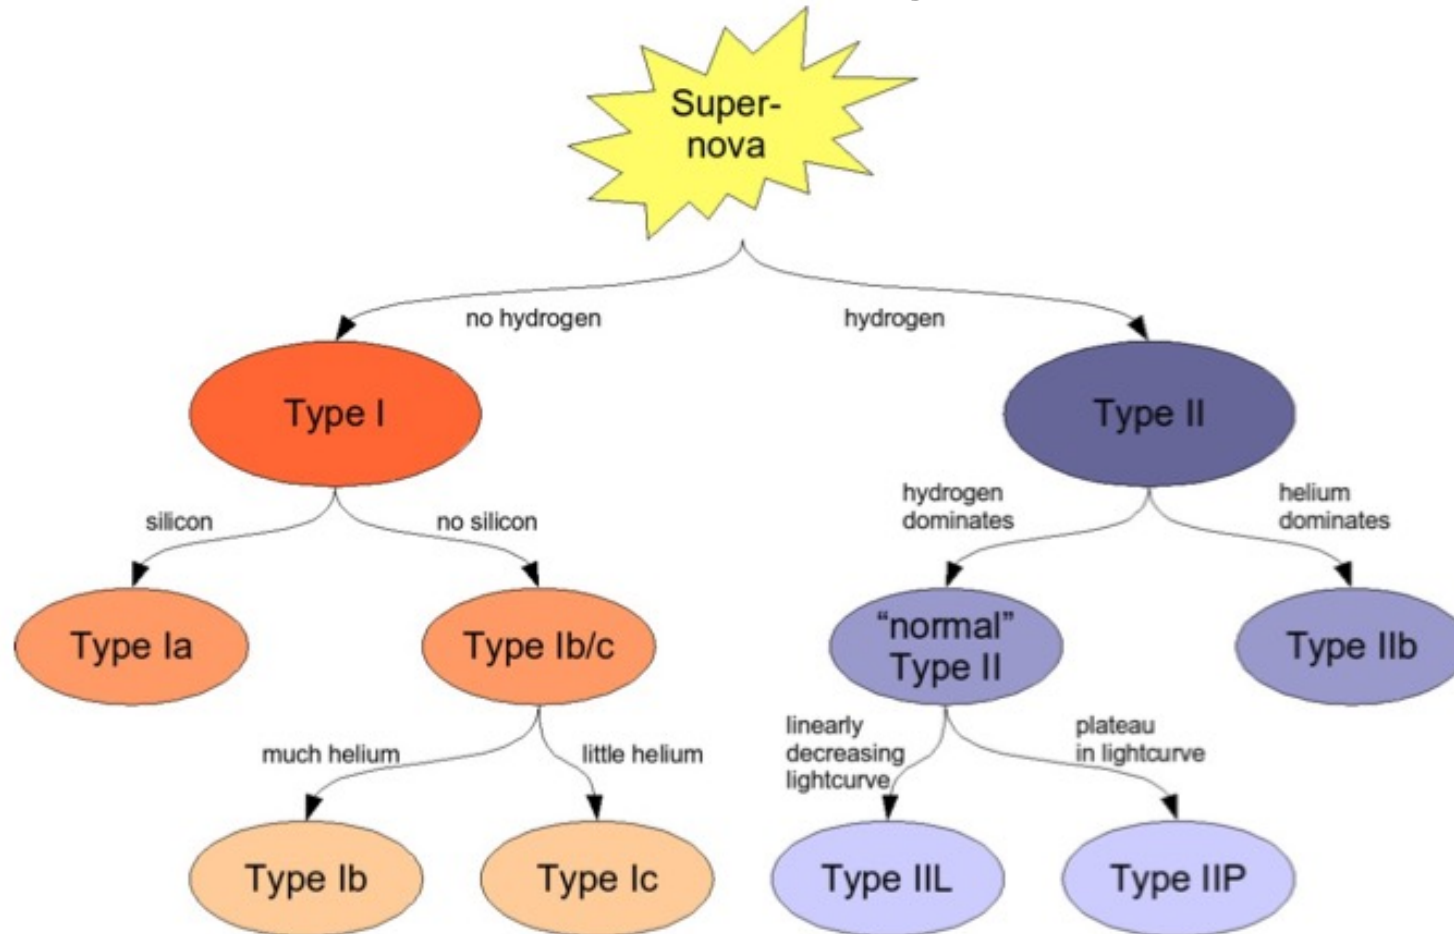 Super-
nova
no hydrogen
hydrogen
Type I
Type II
silicon
no silicon
hydrogen
dominates
helium
dominates
Type Ia
Type Ib/c
“normal”
Type II
Type IIb
much helium
little helium
linearly
decreasing
lightcurve
plateau
in lightcurve
Type Ib
Type Ic
Type IIL
Type IIP